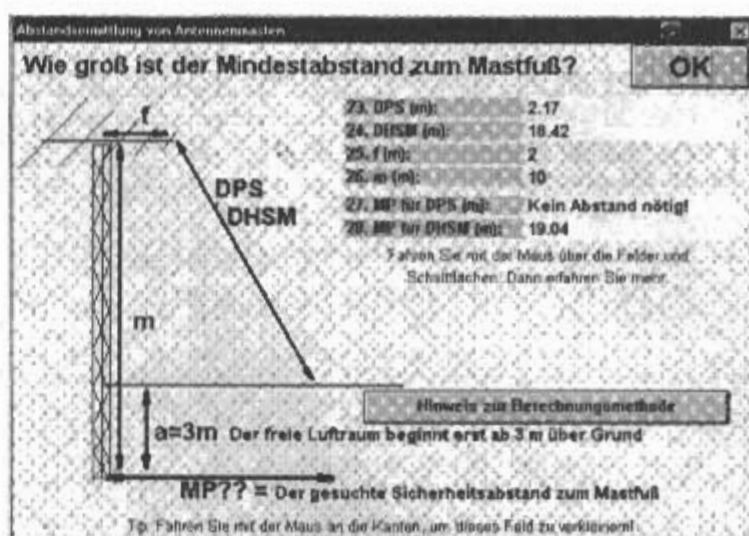 Abstandsermittlung von Antennenmasten
Wie groß ist der Mindestabstand zum Mastfuß?
OK
f
23. DPS (m): 2.17
24. DHSM (m): 18.42
25. f (m): 2
26. m (m): 10
27. MP für DPS (m): Kein Abstand nötig!
28. MP für DHSM (m): 19.04
Fahren Sie mit der Maus über die Felder und
Schaltflächen. Dann erfahren Sie mehr.
DPS
DHSM
m
Hinweis zur Berechnungsmethode
a=3m Der freie Luftraum beginnt erst ab 3 m über Grund
MP?? = Der gesuchte Sicherheitsabstand zum Mastfuß
Tip: Fahren Sie mit der Maus an die Kanten, um dieses Feld zu verkleinern!